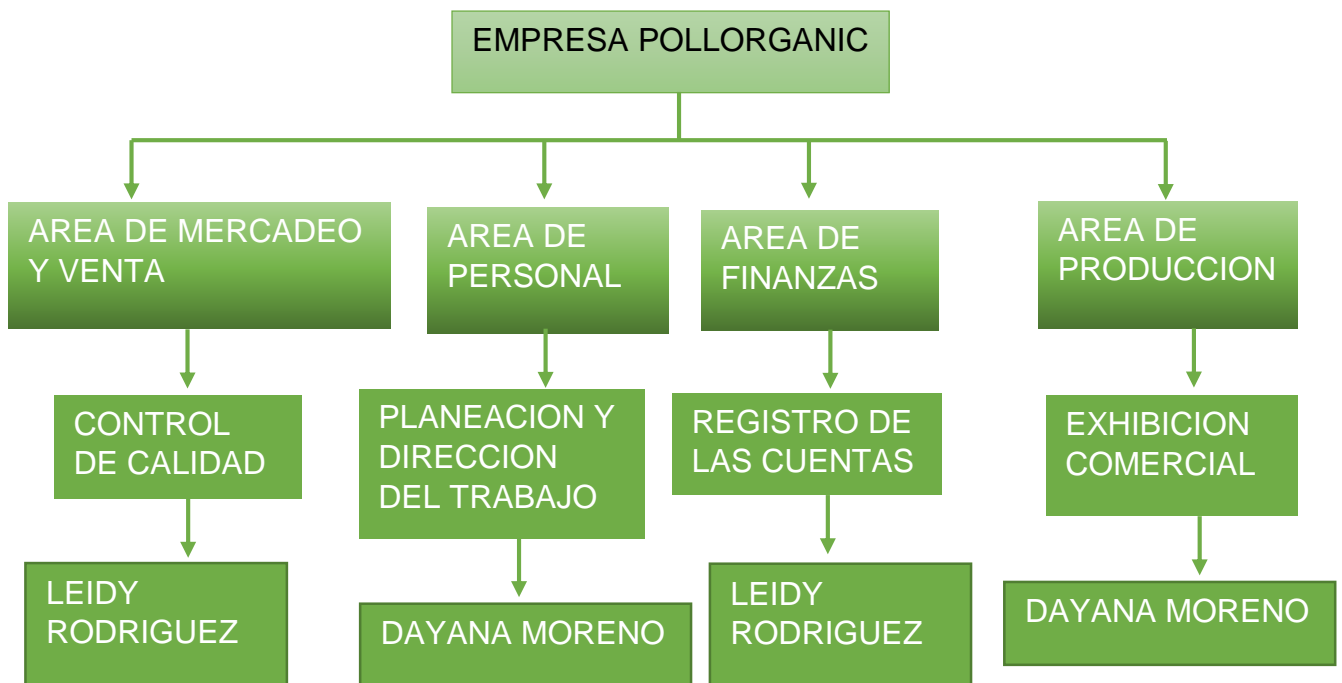 EMPRESA POLLORGANIC
AREA DE MERCADEO
Y VENTA
AREA DE
PERSONAL
AREA DE
FINANZAS
AREA DE
PRODUCCION
CONTROL
DE CALIDAD
PLANEACION Y
DIRECCION
DEL TRABAJO
REGISTRO DE
LAS CUENTAS
EXHIBICION
COMERCIAL
LEIDY
RODRIGUEZ
DAYANA MORENO
LEIDY
RODRIGUEZ
DAYANA MORENO